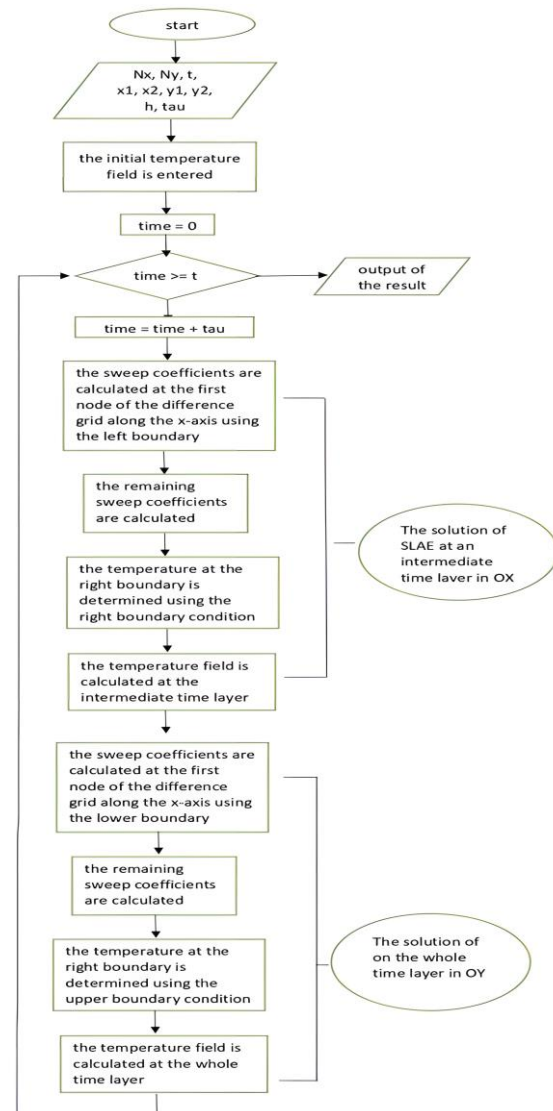 start
Nx, Ny, t,
x1, x2, y1, y2,
h, tau
the initial temperature
field is entered
time = 0
time >= t
output of
the result
time = time + tau
the sweep coefficients are
calculated at the first
node of the difference
grid along the x-axis using
the left boundary
the remaining
sweep coefficients
are calculated
The solution of
SLAE at an
intermediate
time laver in OX
the temperature at the
right boundary is
determined using the
right boundary condition
the temperature field is
calculated at the
intermediate time layer
the sweep coefficients are
calculated at the first
node of the difference
grid along the x-axis using
the lower boundary
the remaining
sweep coefficients
are calculated
The solution of
on the whole
time layer in OY
the temperature at the
right boundary is
determined using the
upper boundary condition
the temperature field is
calculated at the whole
time layer